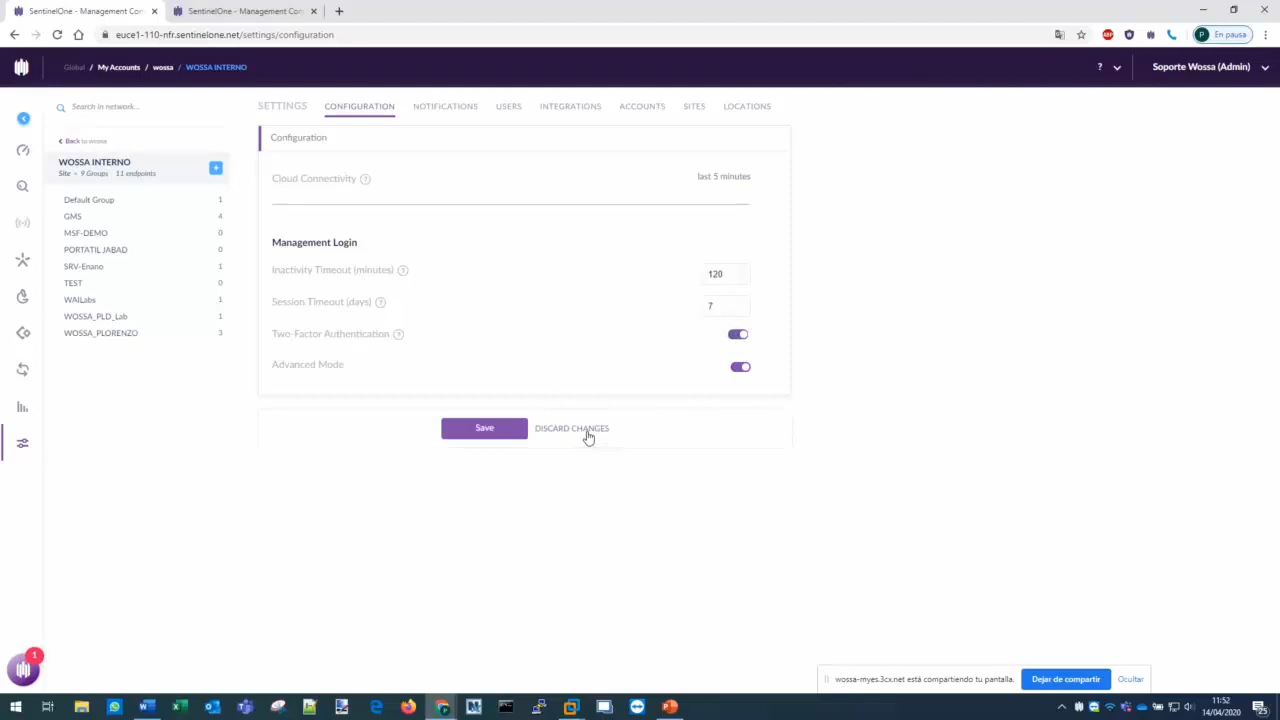 SentinelOne - Management Con
SentinelOne - Management Con
euce1-110-nfr.sentinelone.net/settings/configuration
ABP
P
En pausa
Global / My Accounts / wossa / WOSSA INTERNO
?
Soporte Wossa (Admin)
Search in network...
SETTINGS
CONFIGURATION
NOTIFICATIONS
USERS
INTEGRATIONS
ACCOUNTS
SITES
LOCATIONS
Back to wossa
WOSSA INTERNO
Site - 9 Groups 11 endpoints
+
Default Group 1
GMS 4
MSF-DEMO 0
PORTATIL JABAD 0
SRV-Enano 1
TEST 0
WAILabs 1
WOSSA_PLD_Lab 1
WOSSA_PLORENZO 3
Configuration
Cloud Connectivity ? last 5 minutes
Management Login
Inactivity Timeout (minutes) ? 120
Session Timeout (days) ? 7
Two-Factor Authentication ?
Advanced Mode
Save
DISCARD CHANGES
1
wossa-myes.3cx.net está compartiendo tu pantalla.
Dejar de compartir
Ocultar
11:52
14/04/2020
25